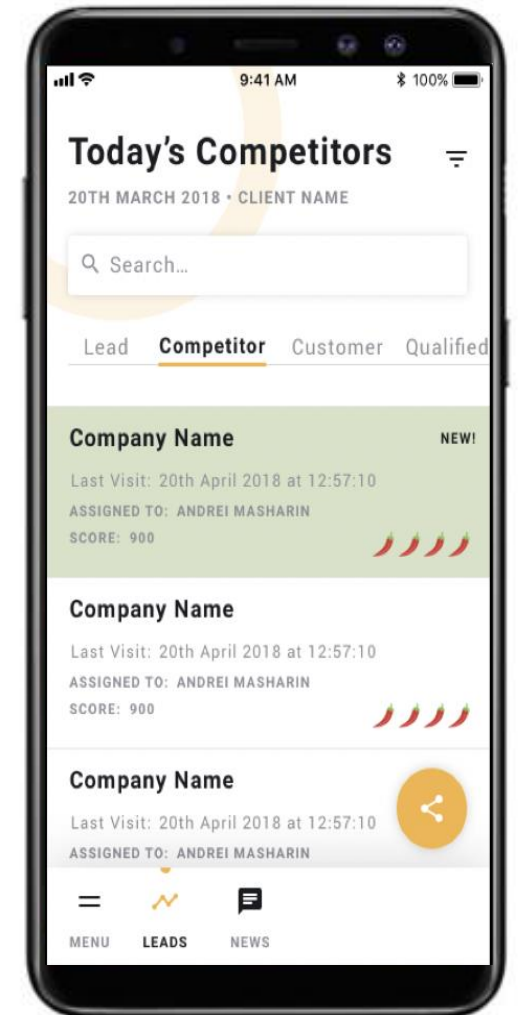 9:41 AM 100%
Today's Competitors
20TH MARCH 2018 • CLIENT NAME
Search...
Lead Competitor Customer Qualified
Company Name NEW!
Last Visit: 20th April 2018 at 12:57:10
ASSIGNED TO: ANDREI MASHARIN
SCORE: 900
Company Name
Last Visit: 20th April 2018 at 12:57:10
ASSIGNED TO: ANDREI MASHARIN
SCORE: 900
Company Name
Last Visit: 20th April 2018 at 12:57:10
ASSIGNED TO: ANDREI MASHARIN
MENU LEADS NEWS